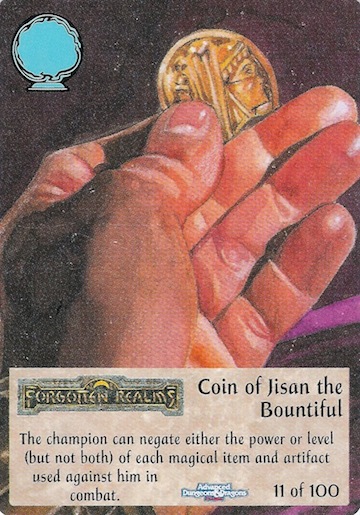 FORGOTTEN REALMS
Coin of Jisan the
Bountiful
The champion can negate either the power or level
(but not both) of each magical item and artifact
used against him in
combat.
Advanced
Dungeons & Dragons
11 of 100